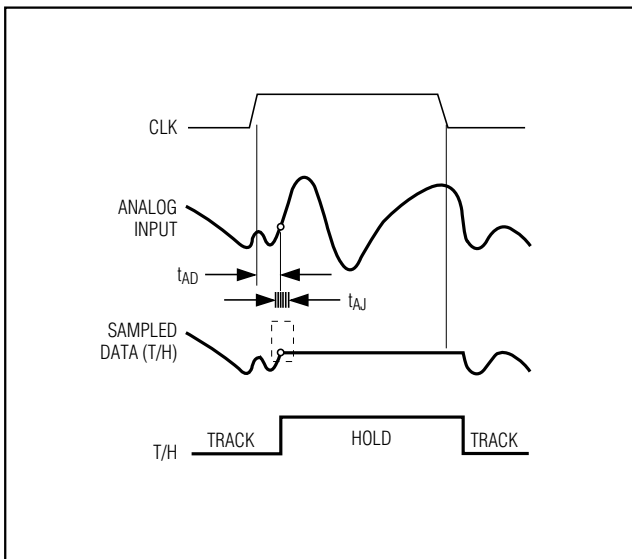 CLK
ANALOG
INPUT
tAD
tAJ
SAMPLED
DATA (T/H)
TRACK
HOLD
TRACK
T/H